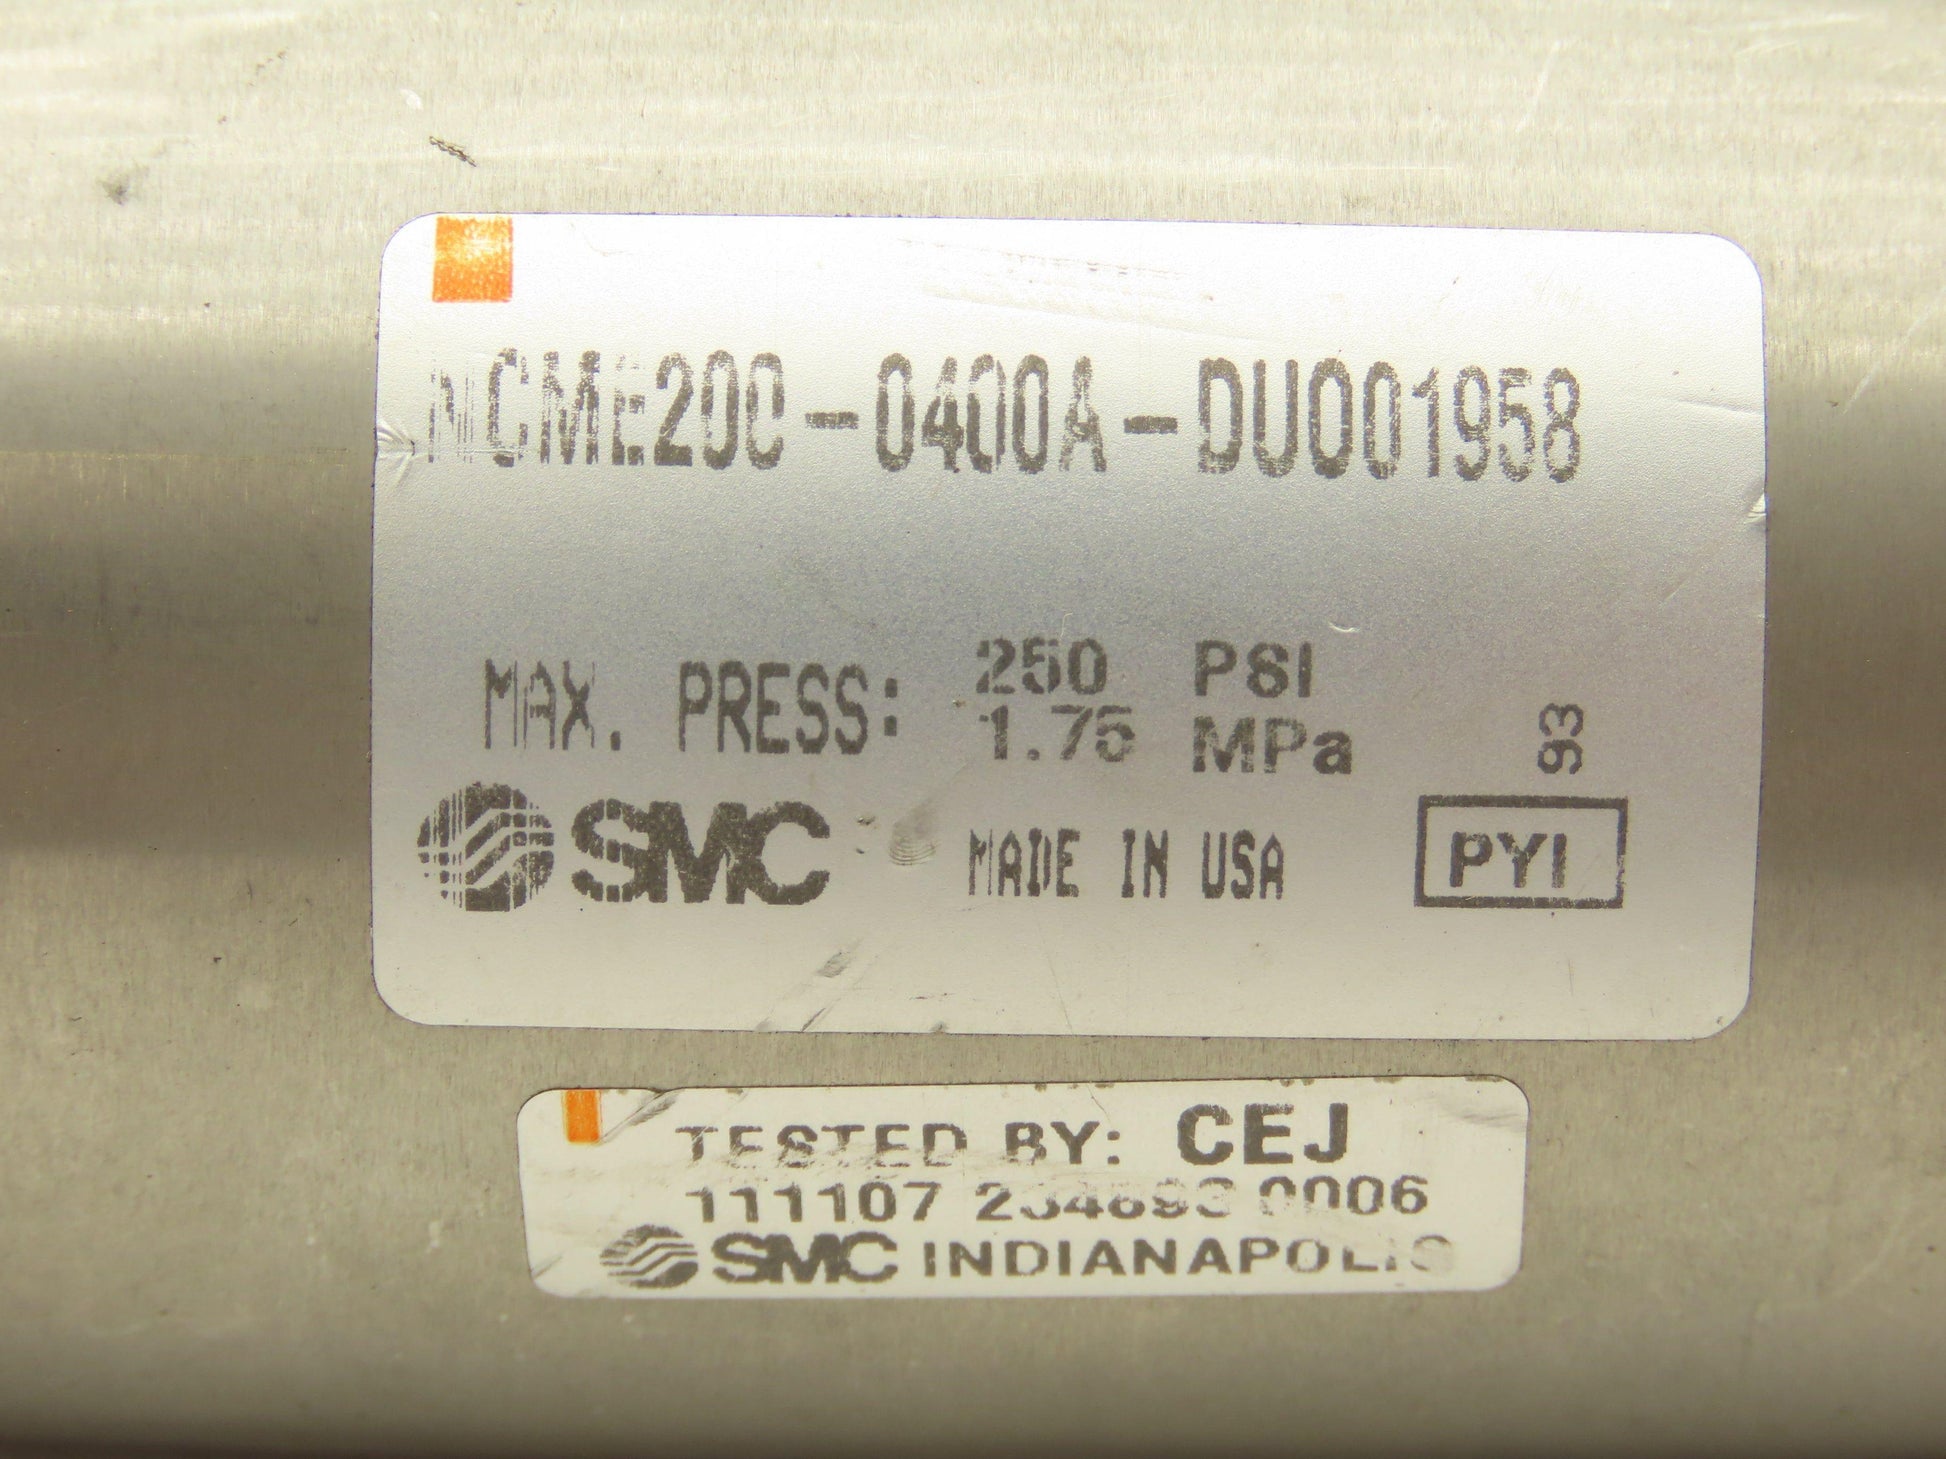 NCME200-0400A-DUO01958
MAX. PRESS: 250 PSI
1.75 MPa
93
SMC MADE IN USA PYI
TESTED BY: CEJ
111107 0006
SMC INDIANAPOLIS